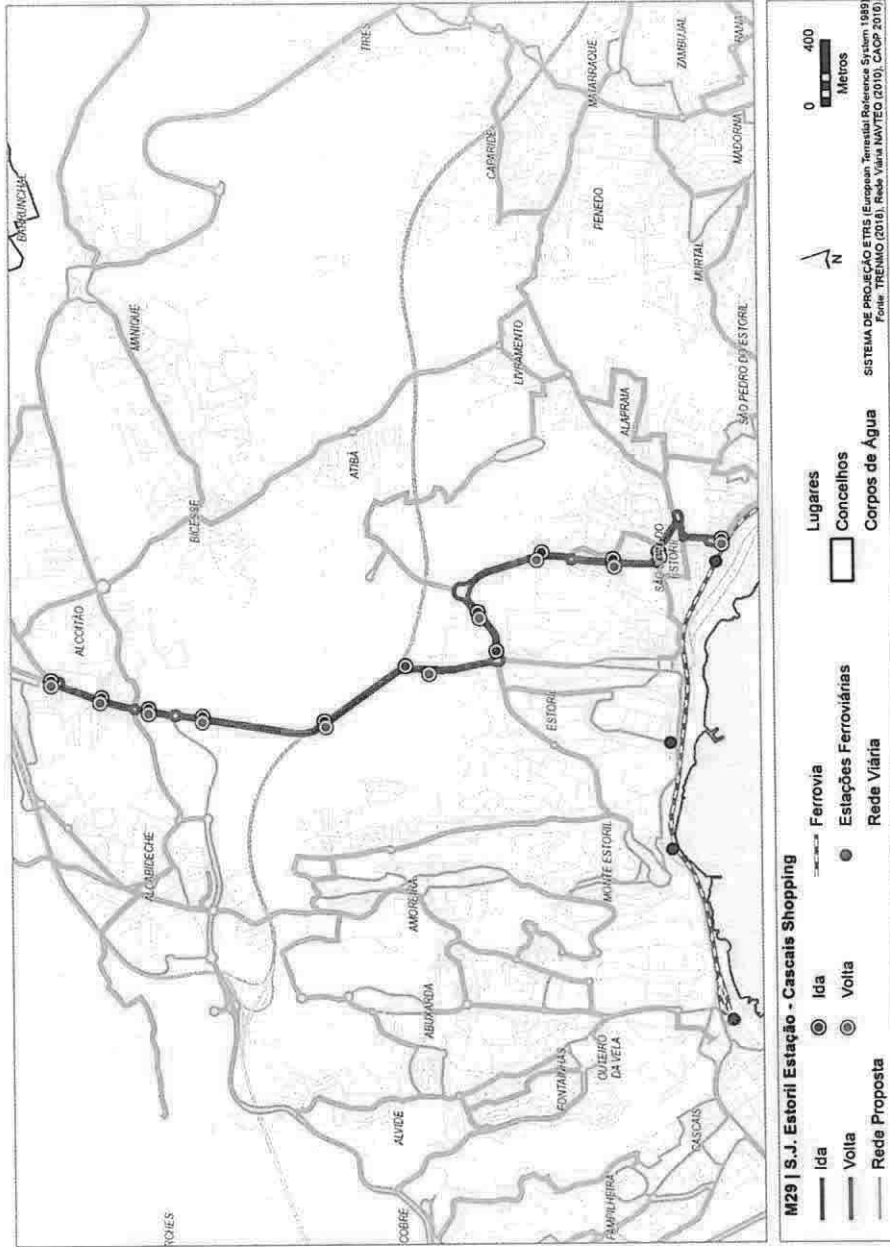 BARRUNCHAL
TIRES
MANIQUE
ALCOITÃO
BICESSE
ALCABIDECHE
CAPARIDE
ATIBÁ
LIVRAMENTO
MATARRAQUE
ZAMBUJAL
PENEDO
RANA
MADORNA
MURTAL
ALAPRAIA
SÃO PEDRO DO ESTORIL
ESTORIL
AMOREIRA
MONTE ESTORIL
ABUXARDA
ALVIDE
FONTAINHAS
OUTEIRO
DA VELA
COBRE
PAMPILHEIRA
CASCAIS
M29 | S.J. Estoril Estação - Cascais Shopping
Ida
Volta
Rede Proposta
Ida
Volta
Ferrovia
Estações Ferroviárias
Rede Viária
Lugares
Concelhos
Corpos de Água
N
0 400
Metros
SISTEMA DE PROJEÇÃO ETRS (European Terrestrial Reference System 1989)
Fonte: TRENMO (2018), Rede Viária NAVTEQ (2010), CAOP 2016)